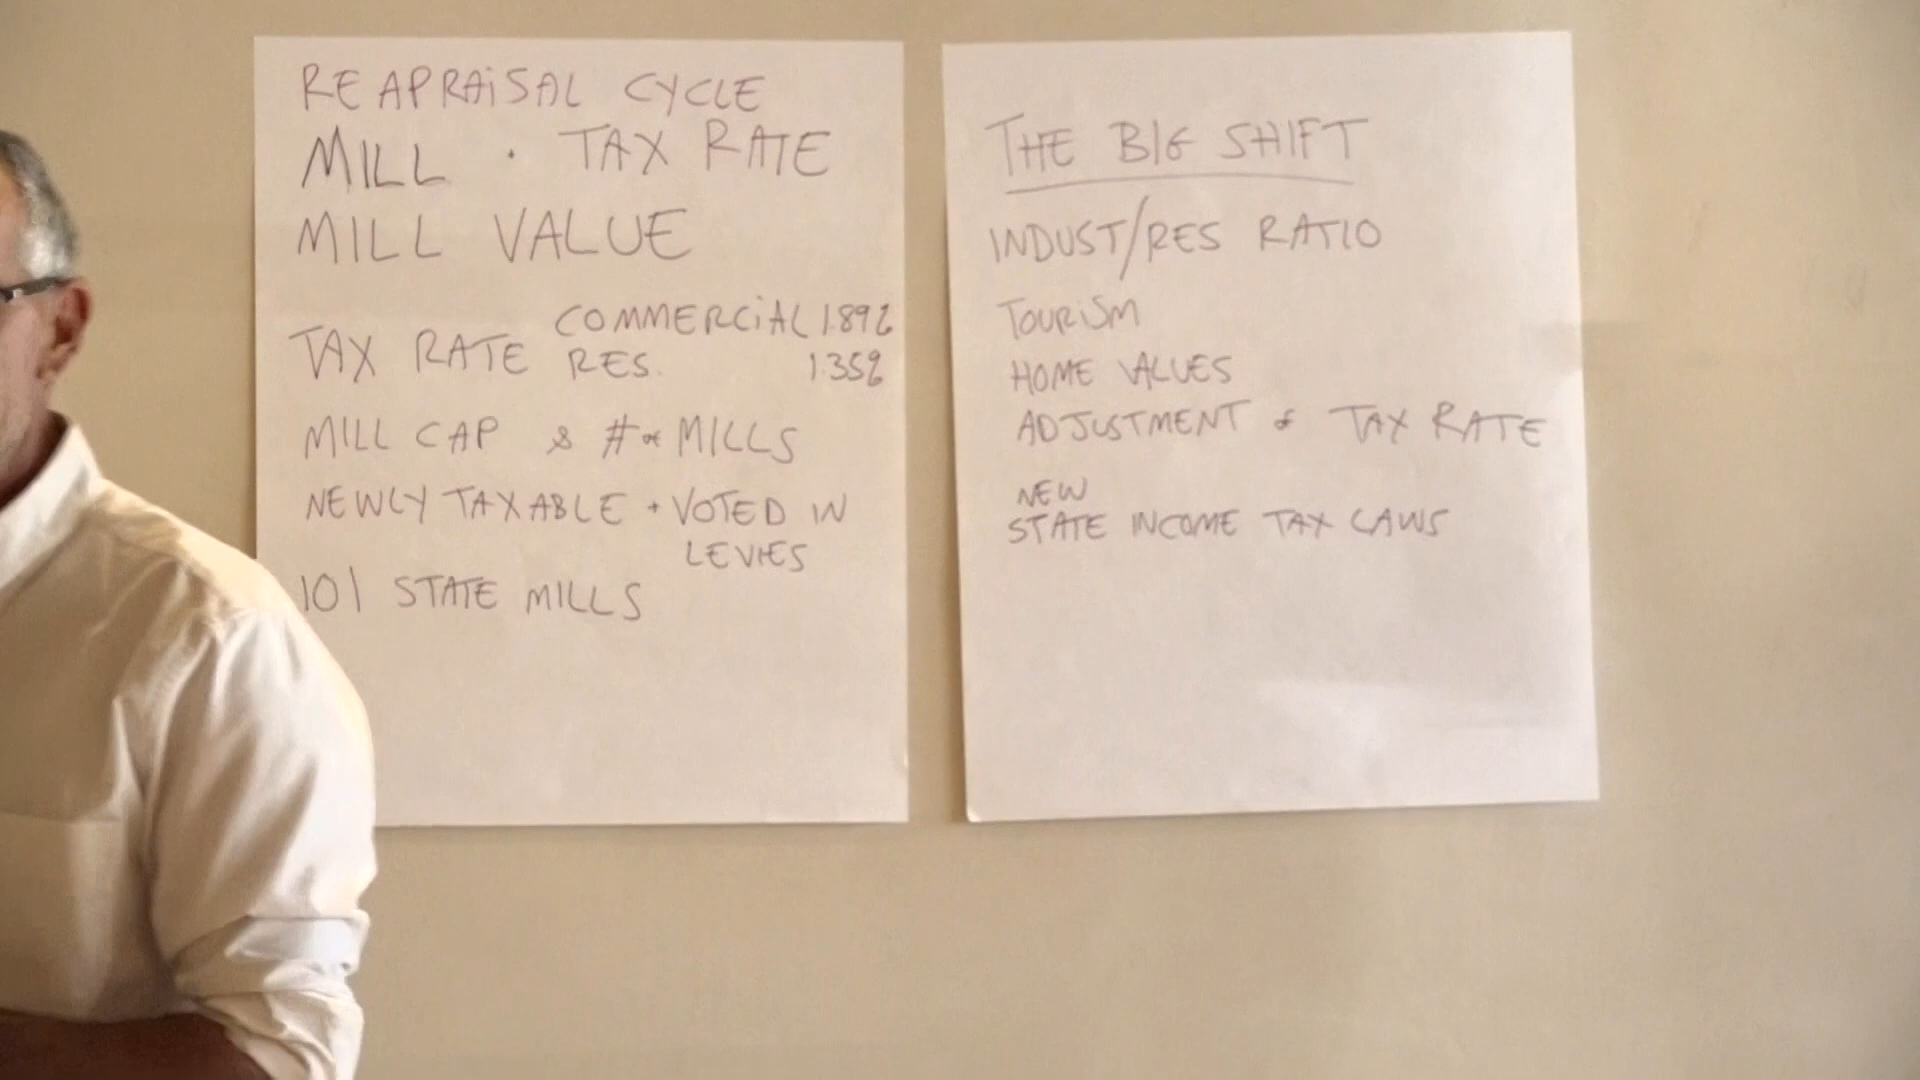 REAPRAiSAL CYCLE
MILL · TAX RATE
MILL VALUE
TAX RATE COMMERCiAL 1.89%
RES. 1.35%
MILL CAP & # OF MILLS
NEWLY TAXABLE + VOTED IN
LEVIES
101 STATE MILLS
THE BIG SHIFT
INDUST/RES RATIO
TOURiSM
HOME VALUES
ADJUSTMENT of TAX RATE
NEW
STATE INCOME TAX LAWS